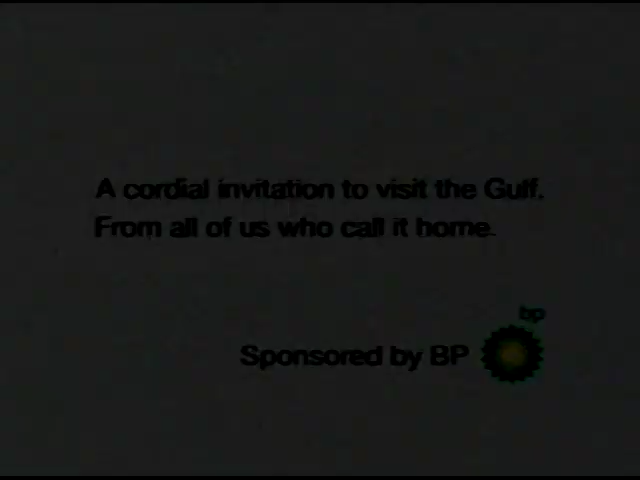 A cordial invitation to visit the Gulf.
From all of us who call it home.
bp
Sponsored by BP